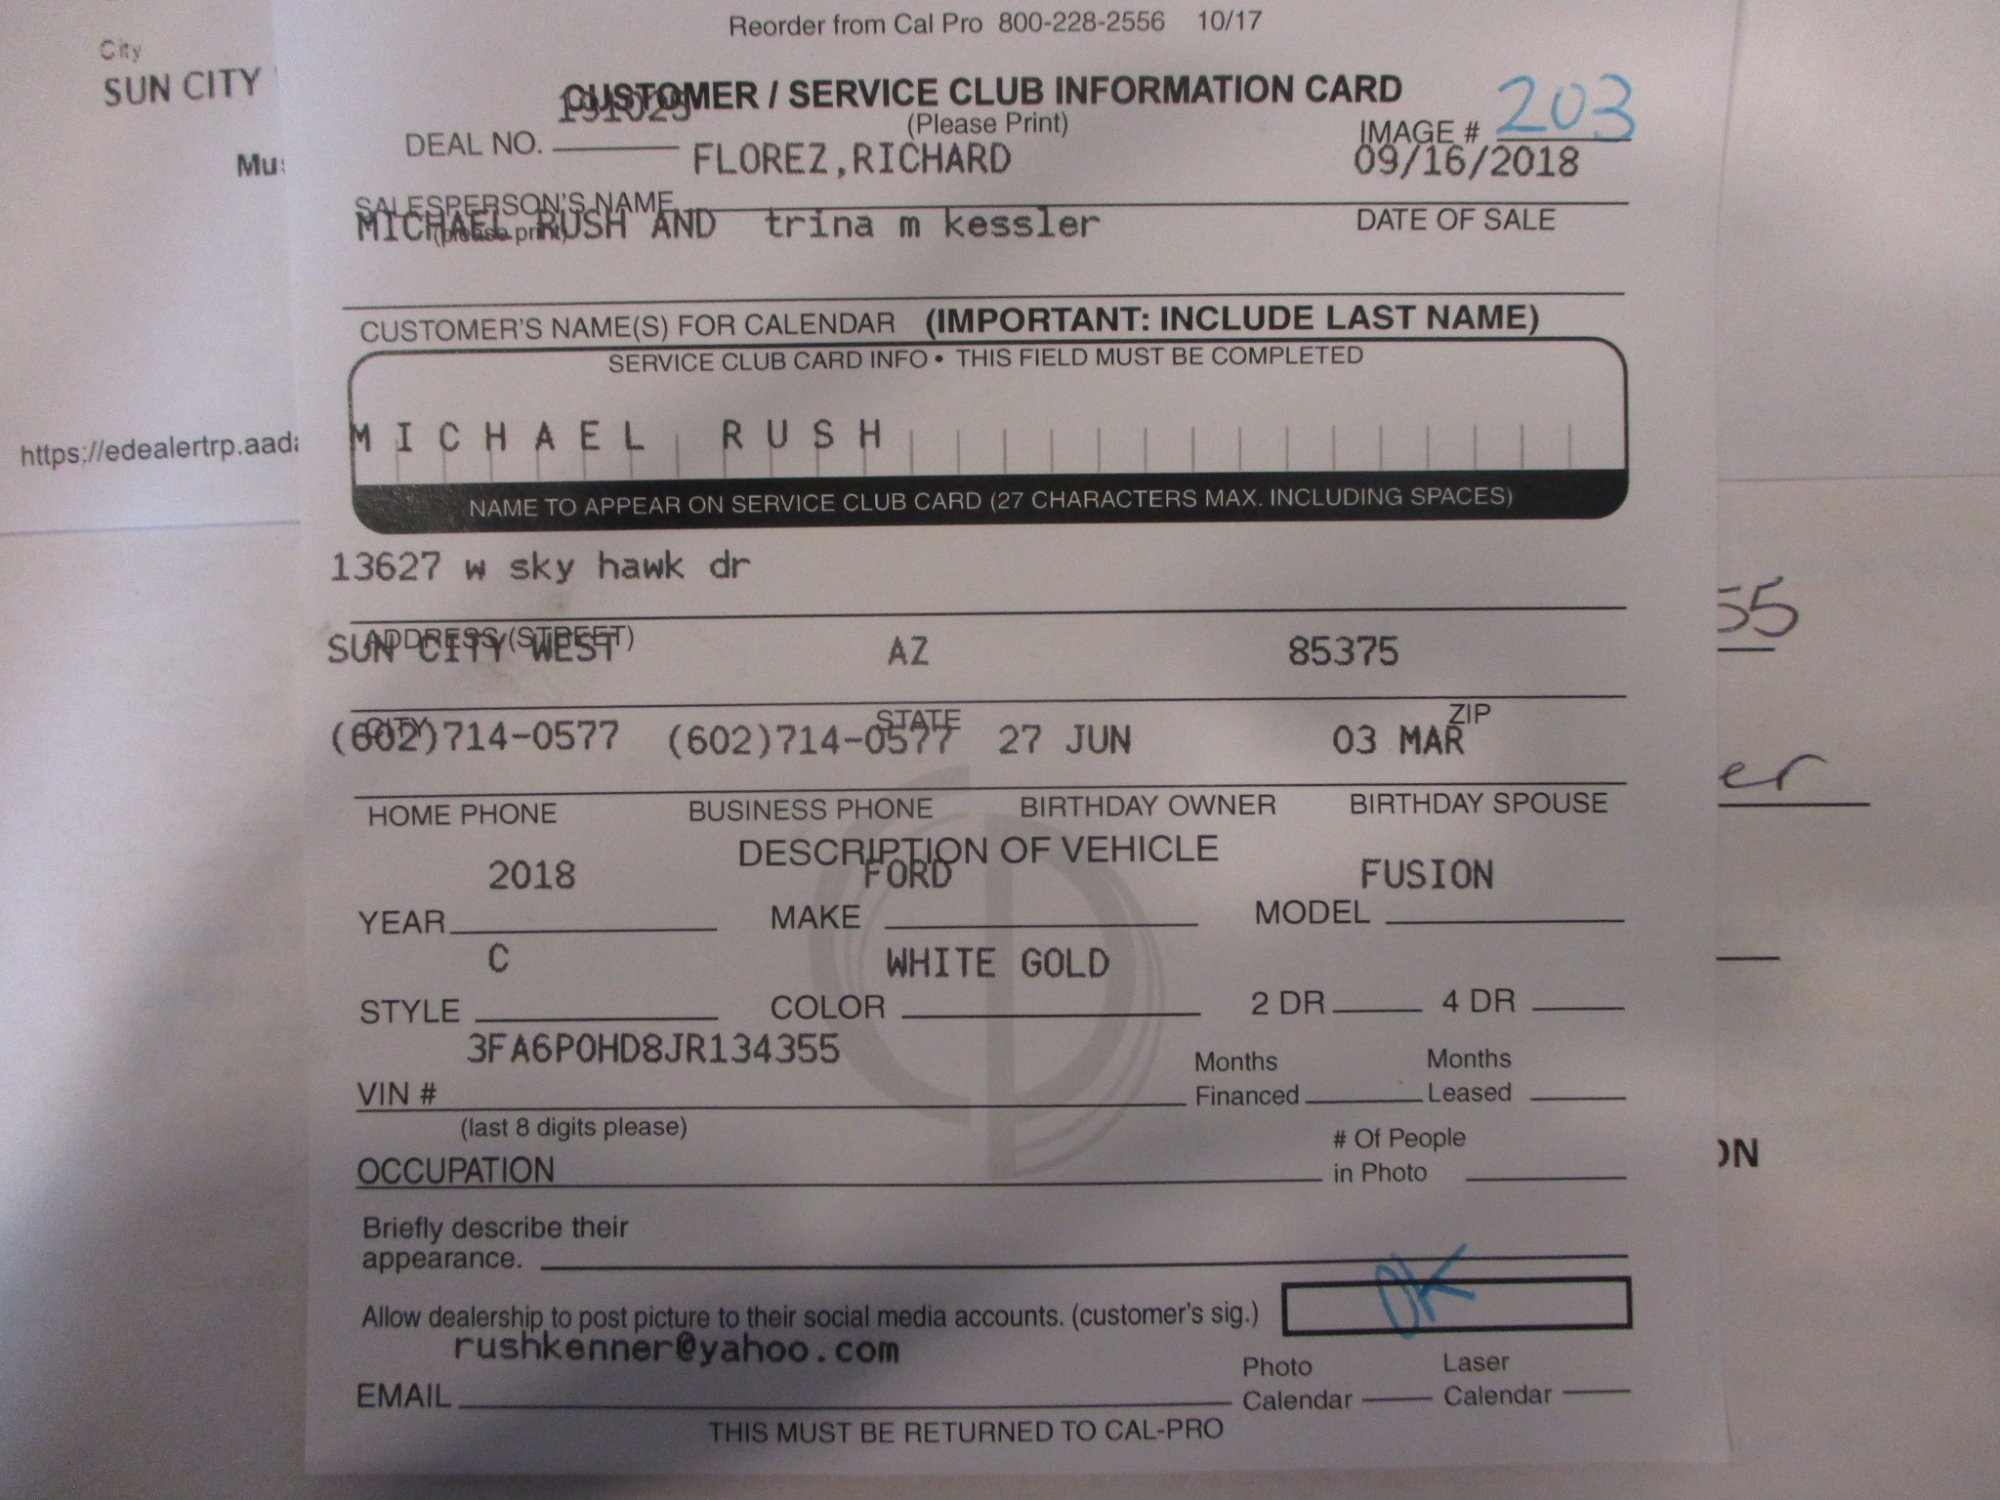 City
SUN CITY
Mus
https://edealertrp.aada
Reorder from Cal Pro 800-228-2556 10/17
CUSTOMER / SERVICE CLUB INFORMATION CARD
(Please Print)
191025
DEAL NO.
IMAGE # 203
FLOREZ,RICHARD 09/16/2018
SALESPERSON'S NAME
(please print)
DATE OF SALE
MICHAEL RUSH AND trina m kessler
CUSTOMER'S NAME(S) FOR CALENDAR (IMPORTANT: INCLUDE LAST NAME)
SERVICE CLUB CARD INFO • THIS FIELD MUST BE COMPLETED
MICHAEL RUSH
NAME TO APPEAR ON SERVICE CLUB CARD (27 CHARACTERS MAX. INCLUDING SPACES)
13627 w sky hawk dr
ADDRESS (STREET)
SUN CITY WEST AZ 85375
CITY STATE ZIP
(602)714-0577 (602)714-0577 27 JUN 03 MAR
HOME PHONE BUSINESS PHONE BIRTHDAY OWNER BIRTHDAY SPOUSE
DESCRIPTION OF VEHICLE
2018 FORD FUSION
YEAR MAKE MODEL
C WHITE GOLD
STYLE COLOR 2 DR 4 DR
3FA6P0HD8JR134355
VIN #
Months Financed
Months Leased
(last 8 digits please)
OCCUPATION
# Of People
in Photo
Briefly describe their
appearance.
Allow dealership to post picture to their social media accounts. (customer's sig.) OK
rushkenner@yahoo.com
EMAIL
Photo Calendar
Laser Calendar
THIS MUST BE RETURNED TO CAL-PRO
55
er
ON